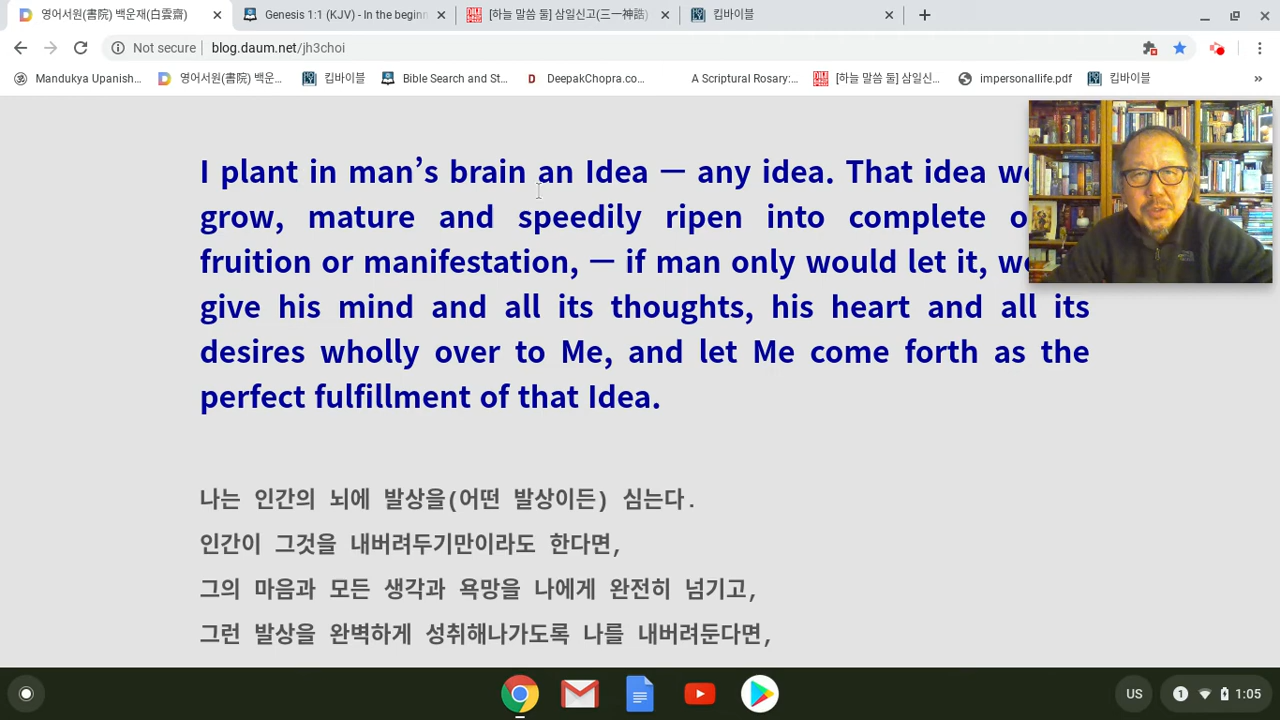 영어서원(書院) 백운재(白雲齋)
Genesis 1:1 (KJV) - In the beginn
[하늘 말씀 둘] 삼일신고(三一神誥)
킵바이블
Not secure
blog.daum.net/jh3choi
Mandukya Upanish...
영어서원(書院) 백운...
킵바이블
Bible Search and St...
DeepakChopra.co...
A Scriptural Rosary:...
[하늘 말씀 둘] 삼일신...
impersonallife.pdf
킵바이블
I plant in man’s brain an Idea — any idea. That idea wo
grow, mature and speedily ripen into complete o
fruition or manifestation, — if man only would let it, wo
give his mind and all its thoughts, his heart and all its
desires wholly over to Me, and let Me come forth as the
perfect fulfillment of that Idea.
나는 인간의 뇌에 발상을(어떤 발상이든) 심는다.
인간이 그것을 내버려두기만이라도 한다면,
그의 마음과 모든 생각과 욕망을 나에게 완전히 넘기고,
그런 발상을 완벽하게 성취해나가도록 나를 내버려둔다면,
US
1
1:05